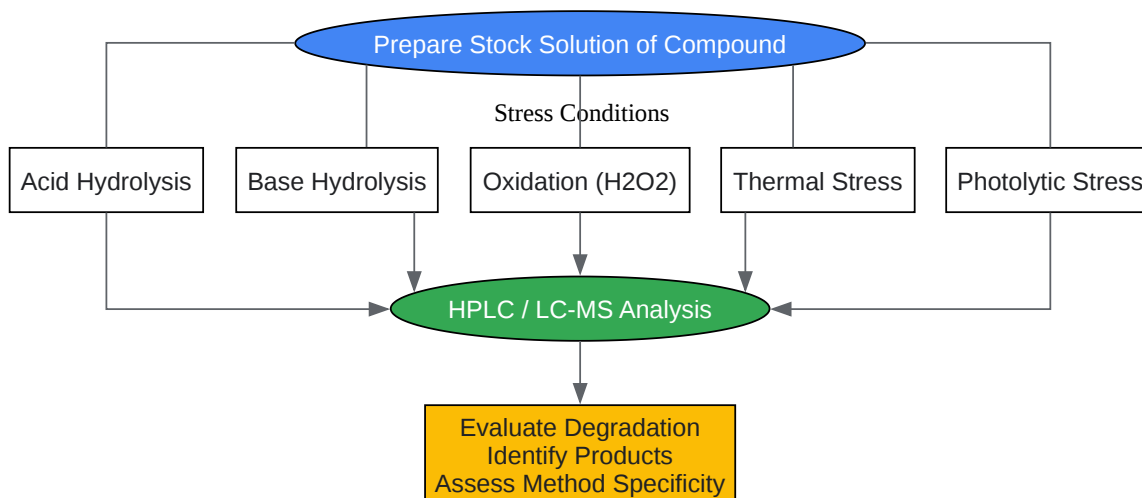 Prepare Stock Solution of Compound
Stress Conditions
Acid Hydrolysis
Base Hydrolysis
Oxidation (H2O2)
Thermal Stress
Photolytic Stress
HPLC / LC-MS Analysis
Evaluate Degradation
Identify Products
Assess Method Specificity